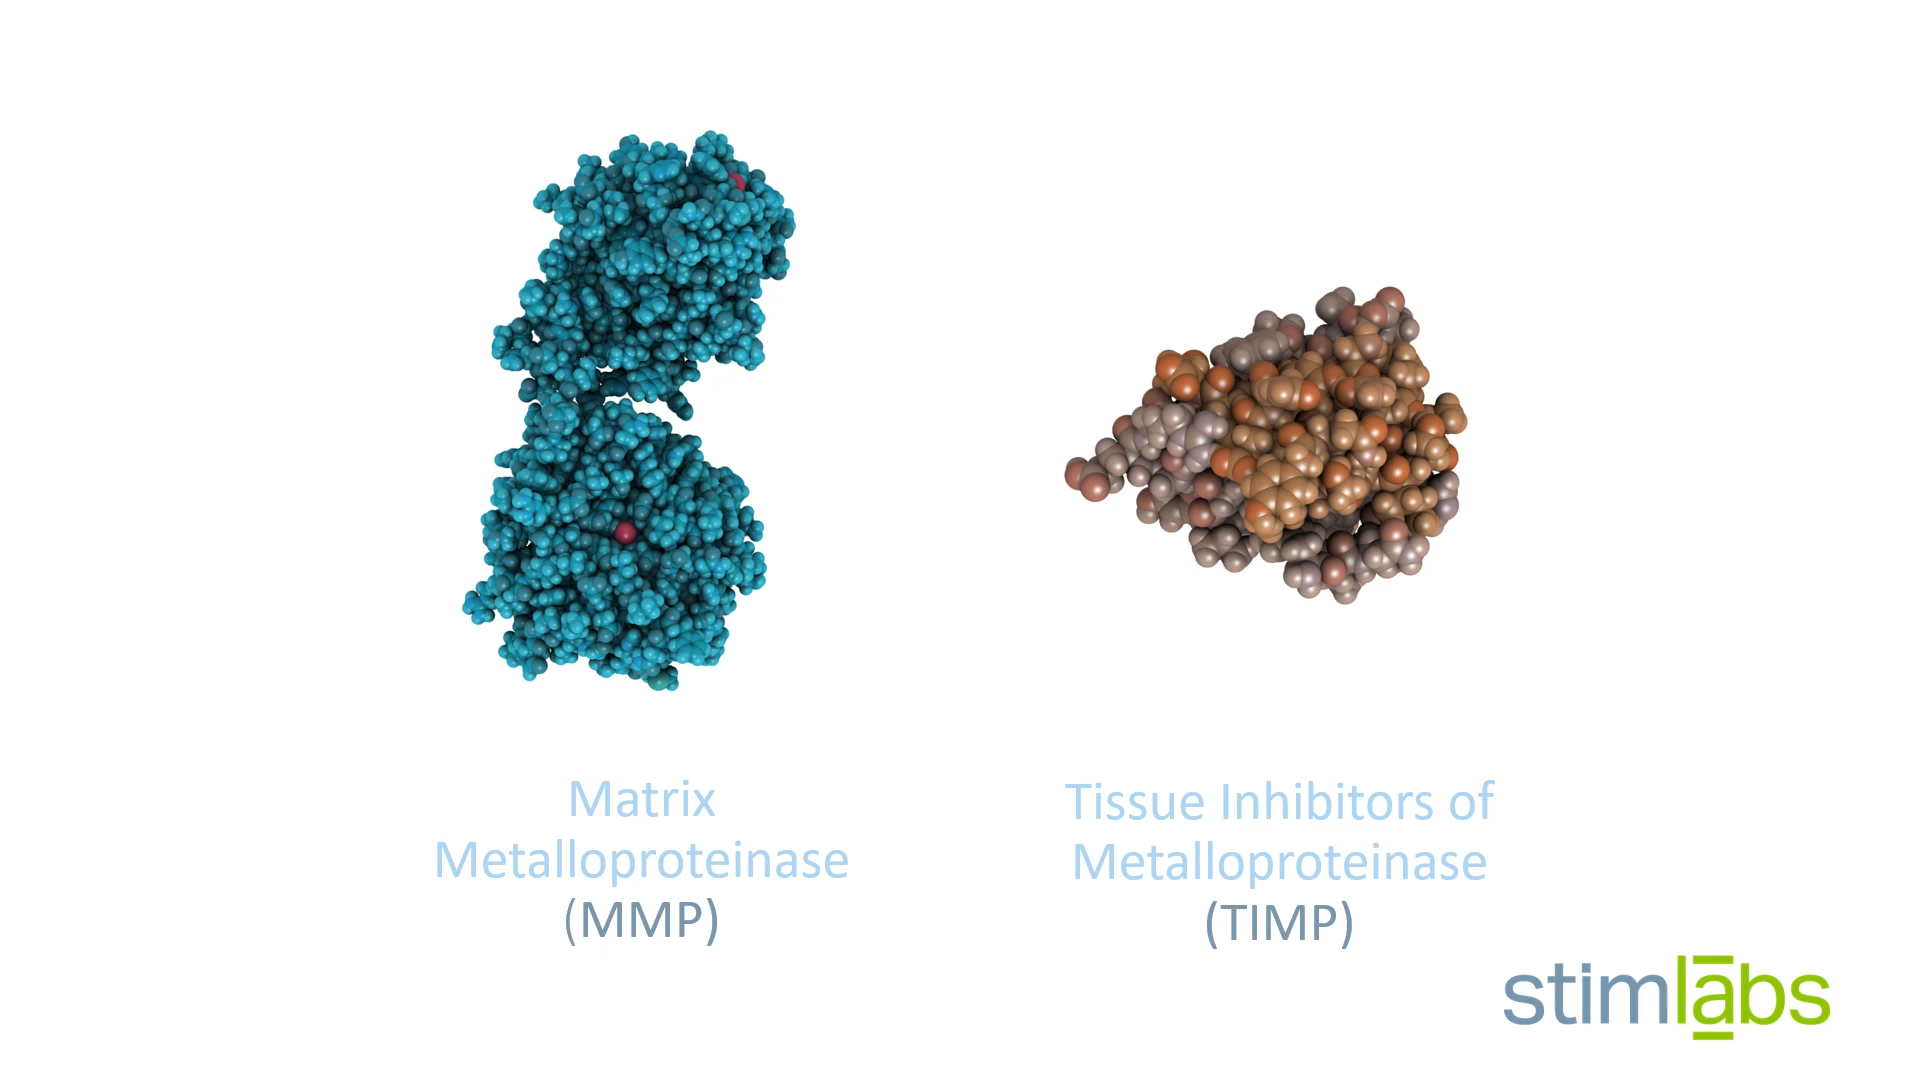 Matrix
Metalloproteinase
(MMP)
Tissue Inhibitors of
Metalloproteinase
(TIMP)
stimlabs